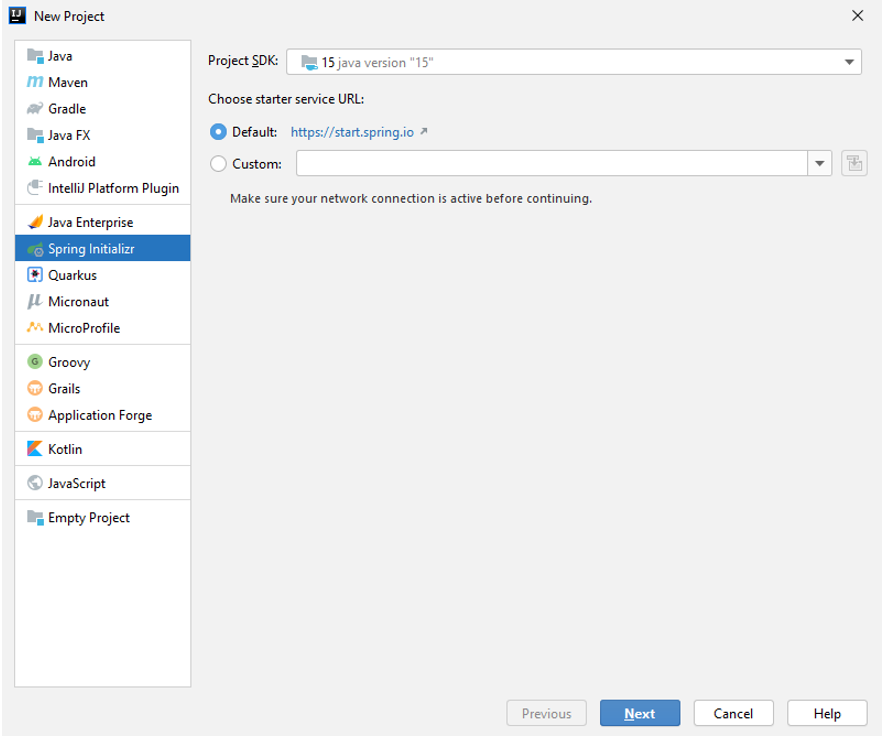 New Project
Java
Maven
Gradle
Java FX
Android
IntelliJ Platform Plugin
Java Enterprise
Spring Initializr
Quarkus
Micronaut
MicroProfile
Groovy
Grails
Application Forge
Kotlin
JavaScript
Empty Project
Project SDK: 15 java version "15"
Choose starter service URL:
Default: https://start.spring.io
Custom:
Make sure your network connection is active before continuing.
Previous Next Cancel Help